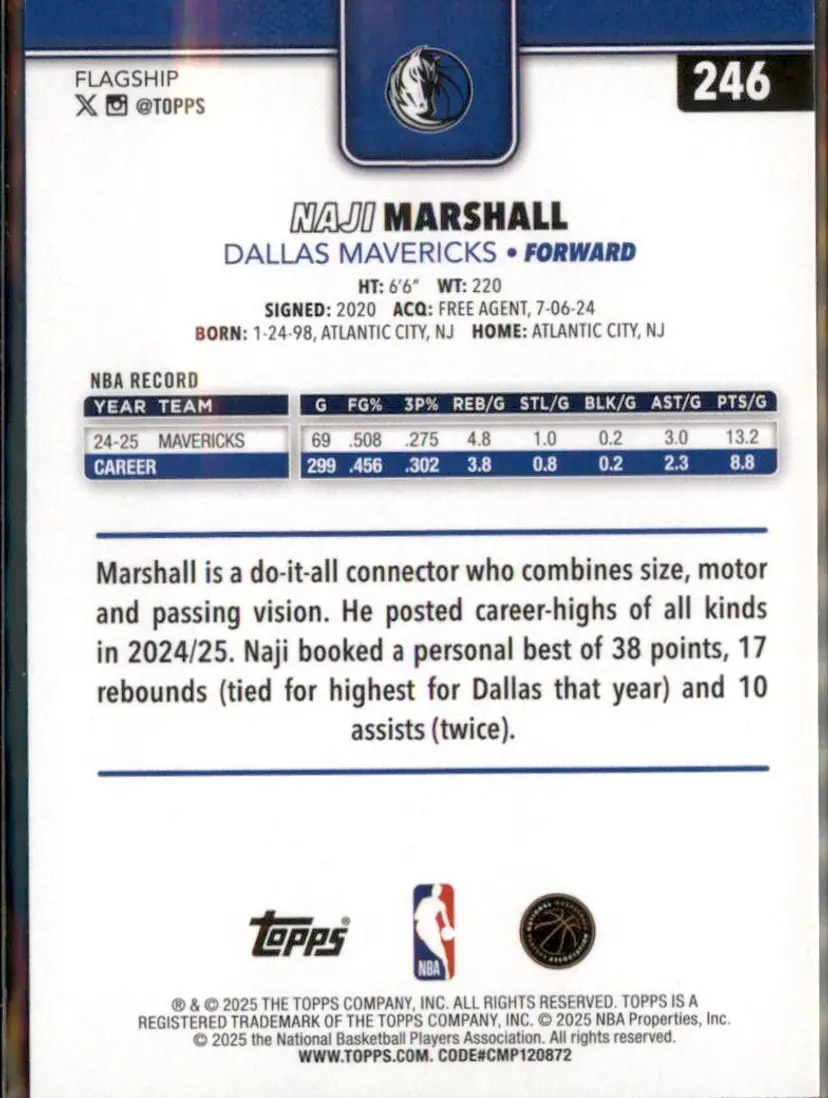 FLAGSHIP
246
X @TOPPS
NAJI MARSHALL
DALLAS MAVERICKS • FORWARD
HT: 6'6" WT: 220
SIGNED: 2020 ACQ: FREE AGENT, 7-06-24
BORN: 1-24-98, ATLANTIC CITY, NJ HOME: ATLANTIC CITY, NJ
NBA RECORD
YEAR TEAM G FG% 3P% REB/G STL/G BLK/G AST/G PTS/G
24-25 MAVERICKS 69 .508 .275 4.8 1.0 0.2 3.0 13.2
CAREER 299 .456 .302 3.8 0.8 0.2 2.3 8.8
Marshall is a do-it-all connector who combines size, motor
and passing vision. He posted career-highs of all kinds
in 2024/25. Naji booked a personal best of 38 points, 17
rebounds (tied for highest for Dallas that year) and 10
assists (twice).
Topps®
NBA
NATIONAL BASKETBALL PLAYERS ASSOCIATION
® & © 2025 THE TOPPS COMPANY, INC. ALL RIGHTS RESERVED. TOPPS IS A
REGISTERED TRADEMARK OF THE TOPPS COMPANY, INC. © 2025 NBA Properties, Inc.
© 2025 the National Basketball Players Association. All rights reserved.
WWW.TOPPS.COM. CODE#CMP120872